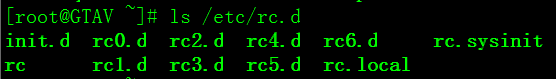 [root@GTAV ~]# ls /etc/rc.d
init.d rc0.d rc2.d rc4.d rc6.d rc.sysinit
rc rc1.d rc3.d rc5.d rc.local